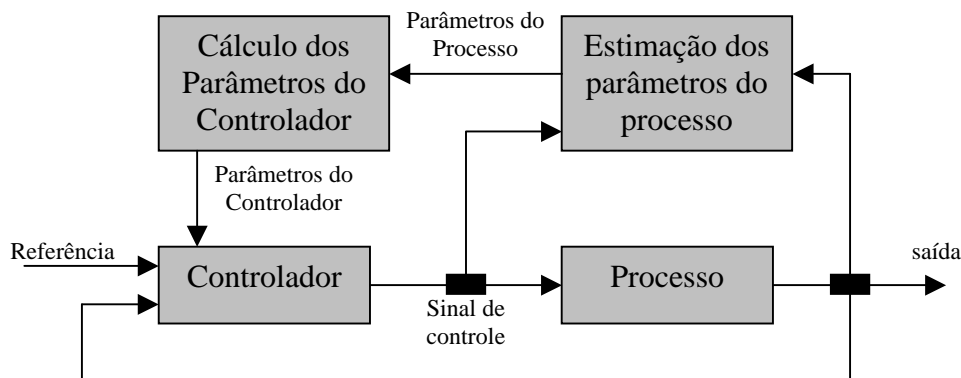 Parâmetros do
Processo
Cálculo dos
Parâmetros do
Controlador
Estimação dos
parâmetros do
processo
Parâmetros do
Controlador
Referência
Controlador
Processo
saída
Sinal de
controle